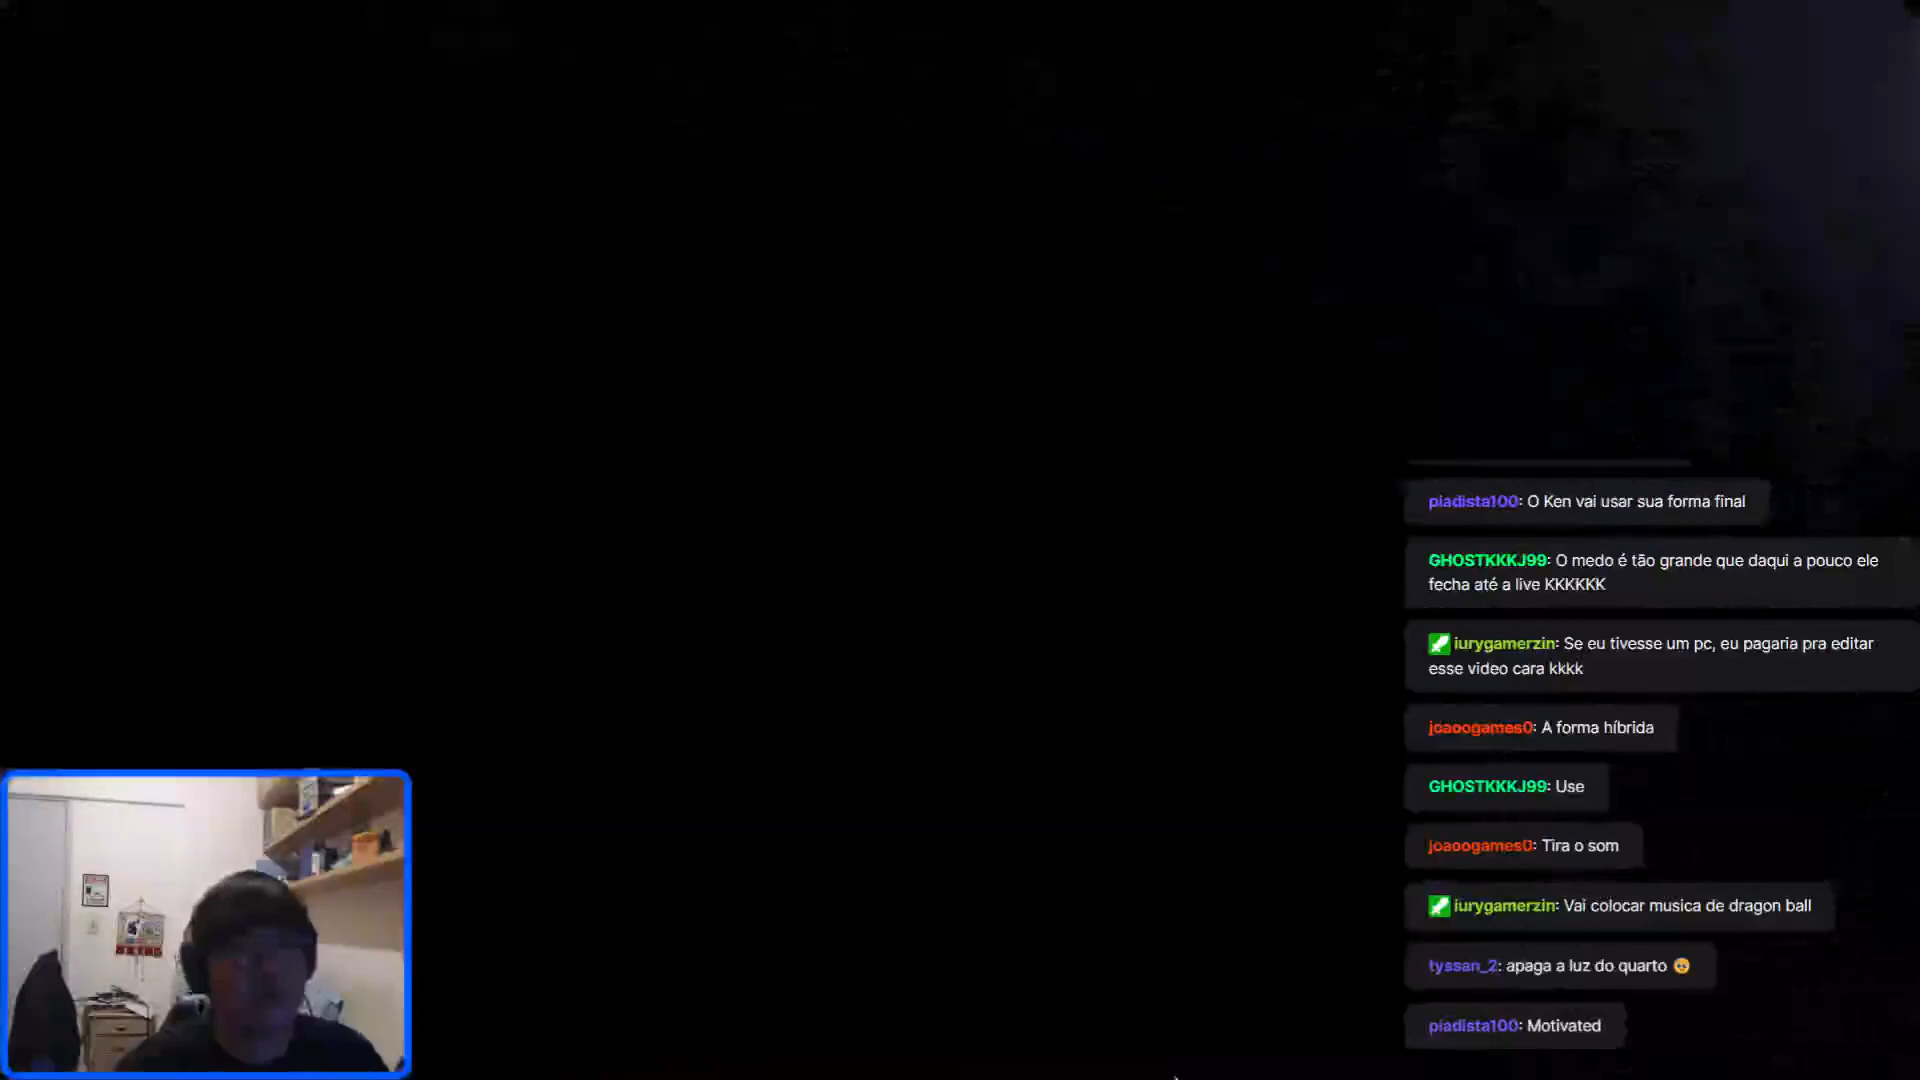 piadista100: O Ken vai usar sua forma final
GHOSTKKKJ99: O medo é tão grande que daqui a pouco ele
fecha até a live KKKKKK
iurygamerzin: Se eu tivesse um pc, eu pagaria pra editar
esse video cara kkkk
joaoogames0: A forma híbrida
GHOSTKKKJ99: Use
joaoogames0: Tira o som
iurygamerzin: Vai colocar musica de dragon ball
tyssan_2: apaga a luz do quarto 🥺
piadista100: Motivated